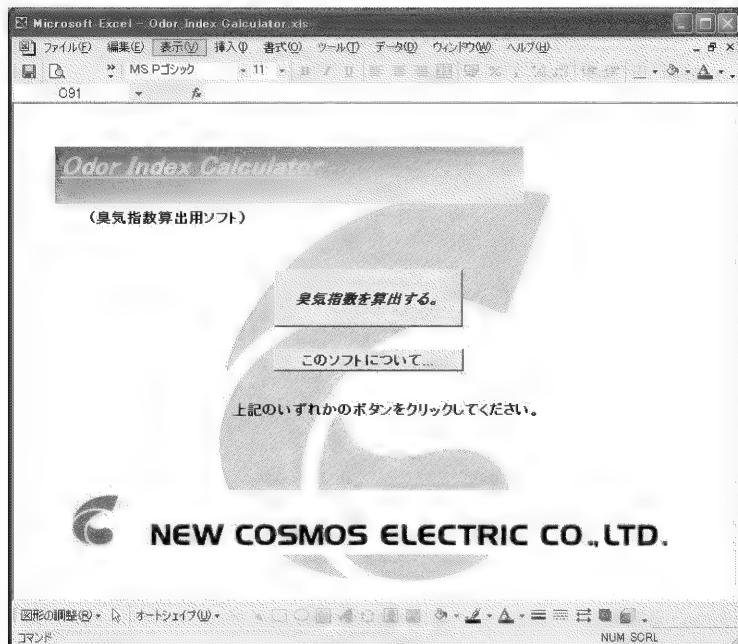 Microsoft Excel - Odor Index Calculator.xls
ファイル(F) 編集(E) 表示(V) 挿入(I) 書式(O) ツール(T) データ(D) ウィンドウ(W) ヘルプ(H)
MS Pゴシック 11 B I U
O91 fx
Odor Index Calculator
(臭気指数算出用ソフト)
臭気指数を算出する。
このソフトについて...
上記のいずれかのボタンをクリックしてください。
NEW COSMOS ELECTRIC CO.,LTD.
図形の調整(R) オートシェイプ(U)
コマンド NUM SCRL